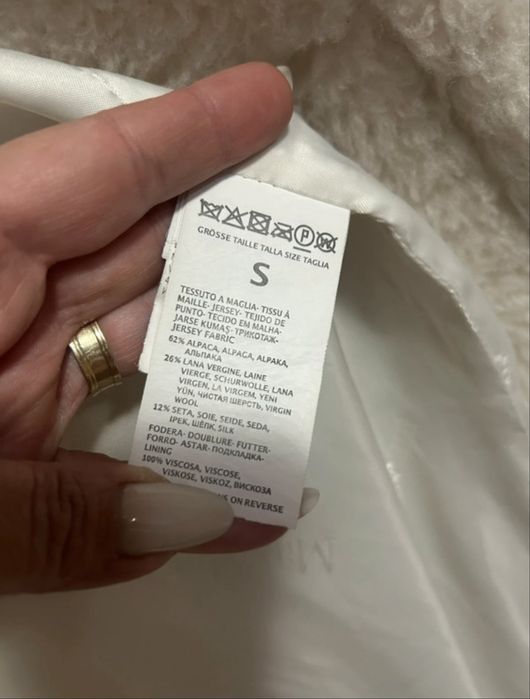 P W
GRÖSSE TAILLE TALLA SIZE TAGLIA
S
TESSUTO A MAGLIA- TISSU À
MAILLE- JERSEY- TEJIDO DE
PUNTO- TECIDO EM MALHA-
JARSE KUMAŞ- ТРИКОТАЖ-
JERSEY FABRIC
62% ALPACA, ALPAGA, ALPAKA,
АЛЬПАКА
26% LANA VERGINE, LAINE
VIERGE, SCHURWOLLE, LANA
VIRGEN, LA VIRGEM, YENI
YÜN, ЧИСТАЯ ШЕРСТЬ, VIRGIN
WOOL
12% SETA, SOIE, SEIDE, SEDA,
IPEK, ШЁЛК, SILK
FODERA- DOUBLURE- FUTTER-
FORRO- ASTAR- ПОДКЛАДКА-
LINING
100% VISCOSA, VISCOSE,
VISKOSE, VISKOZ, ВИСКОЗА
ON REVERSE